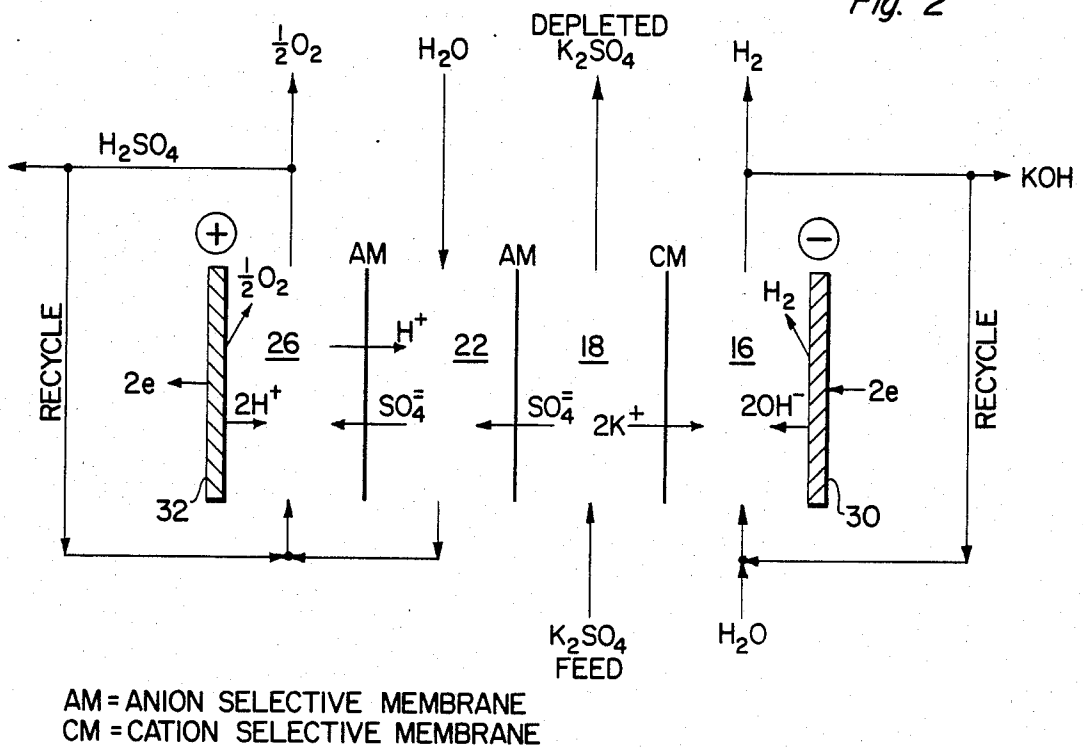 Fig. 2
½O₂
H₂O
DEPLETED
K₂SO₄
H₂
H₂SO₄
KOH
+
AM
AM
CM
−
½O₂
H₂
RECYCLE
26
H⁺
22
18
16
RECYCLE
2e
2H⁺
SO₄⁼
SO₄⁼
2K⁺
2OH⁻
2e
32
30
K₂SO₄
FEED
H₂O
AM = ANION SELECTIVE MEMBRANE
CM = CATION SELECTIVE MEMBRANE